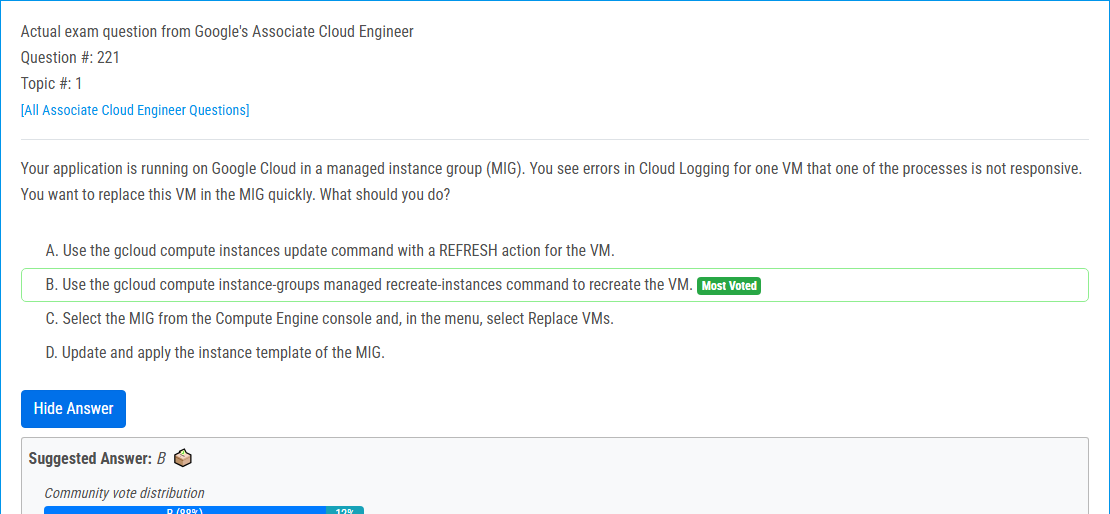 Actual exam question from Google's Associate Cloud Engineer
Question #: 221
Topic #: 1
[All Associate Cloud Engineer Questions]
Your application is running on Google Cloud in a managed instance group (MIG). You see errors in Cloud Logging for one VM that one of the processes is not responsive.
You want to replace this VM in the MIG quickly. What should you do?
A. Use the gcloud compute instances update command with a REFRESH action for the VM.
B. Use the gcloud compute instance-groups managed recreate-instances command to recreate the VM. Most Voted
C. Select the MIG from the Compute Engine console and, in the menu, select Replace VMs.
D. Update and apply the instance template of the MIG.
Hide Answer
Suggested Answer: B
Community vote distribution
B (88%) 12%